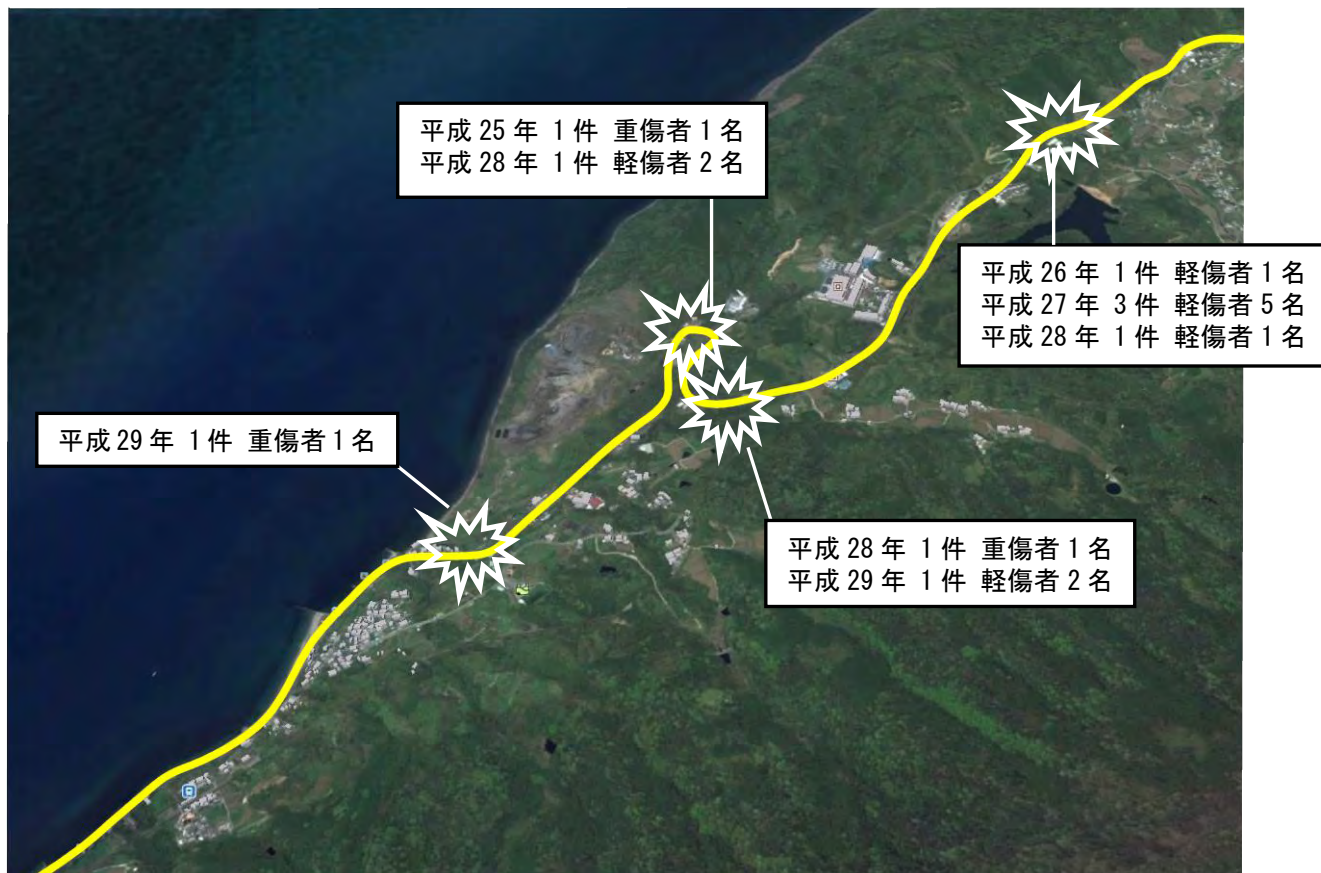 平成 25 年 1 件 重傷者 1 名
平成 28 年 1 件 軽傷者 2 名
平成 26 年 1 件 軽傷者 1 名
平成 27 年 3 件 軽傷者 5 名
平成 28 年 1 件 軽傷者 1 名
平成 29 年 1 件 重傷者 1 名
平成 28 年 1 件 重傷者 1 名
平成 29 年 1 件 軽傷者 2 名